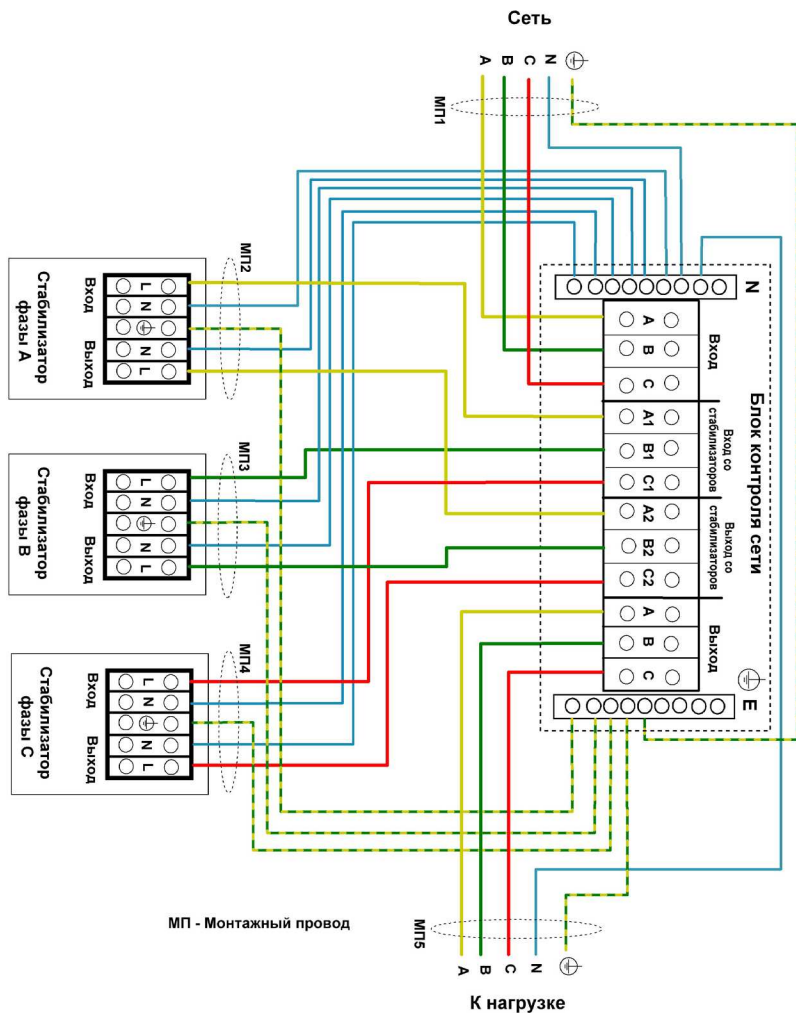 Сеть
A
B
C
N
МП1
МП2
Вход
Выход
L
N
N
L
Стабилизатор
фазы А
МП3
Вход
Выход
L
N
N
L
Стабилизатор
фазы В
МП4
Вход
Выход
L
N
N
L
Стабилизатор
фазы С
N
A
B
C
A1
B1
C1
A2
B2
C2
A
B
C
E
Вход
Вход со
стабилизаторов
Выход со
стабилизаторов
Выход
Блок контроля сети
МП - Монтажный провод
МП5
A
B
C
N
К нагрузке